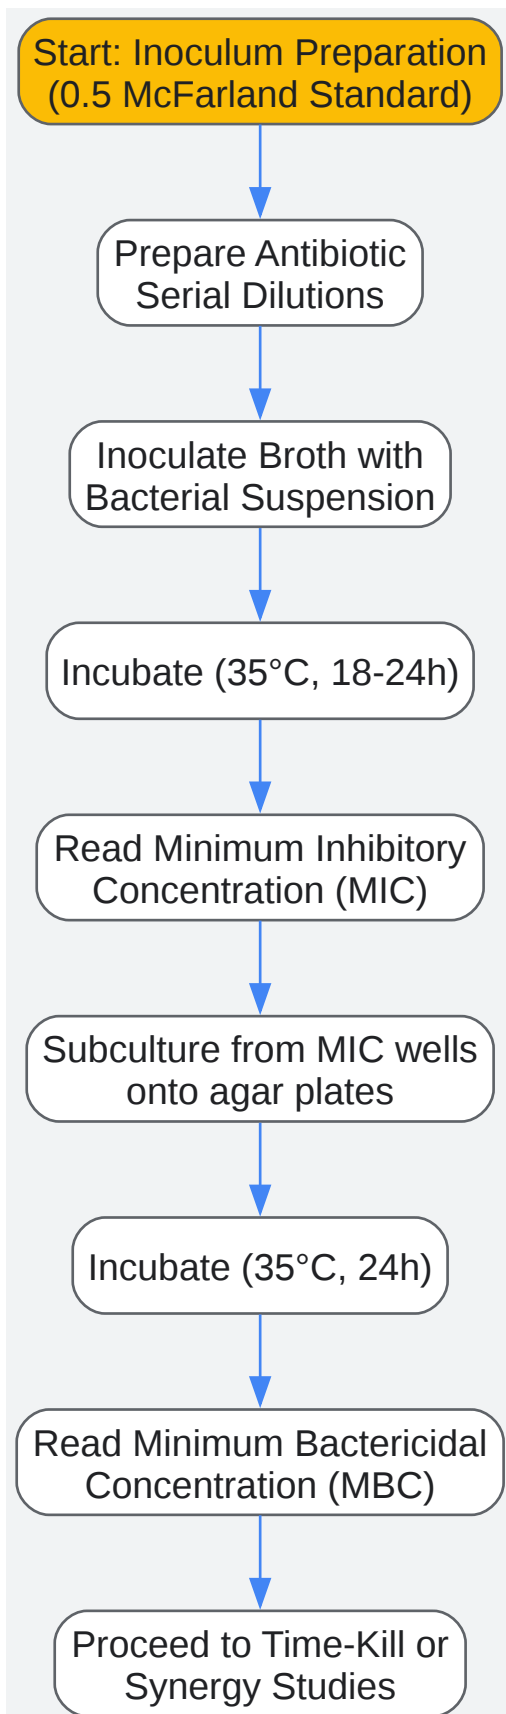 Start: Inoculum Preparation
(0.5 McFarland Standard)
Prepare Antibiotic
Serial Dilutions
Inoculate Broth with
Bacterial Suspension
Incubate (35°C, 18-24h)
Read Minimum Inhibitory
Concentration (MIC)
Subculture from MIC wells
onto agar plates
Incubate (35°C, 24h)
Read Minimum Bactericidal
Concentration (MBC)
Proceed to Time-Kill or
Synergy Studies